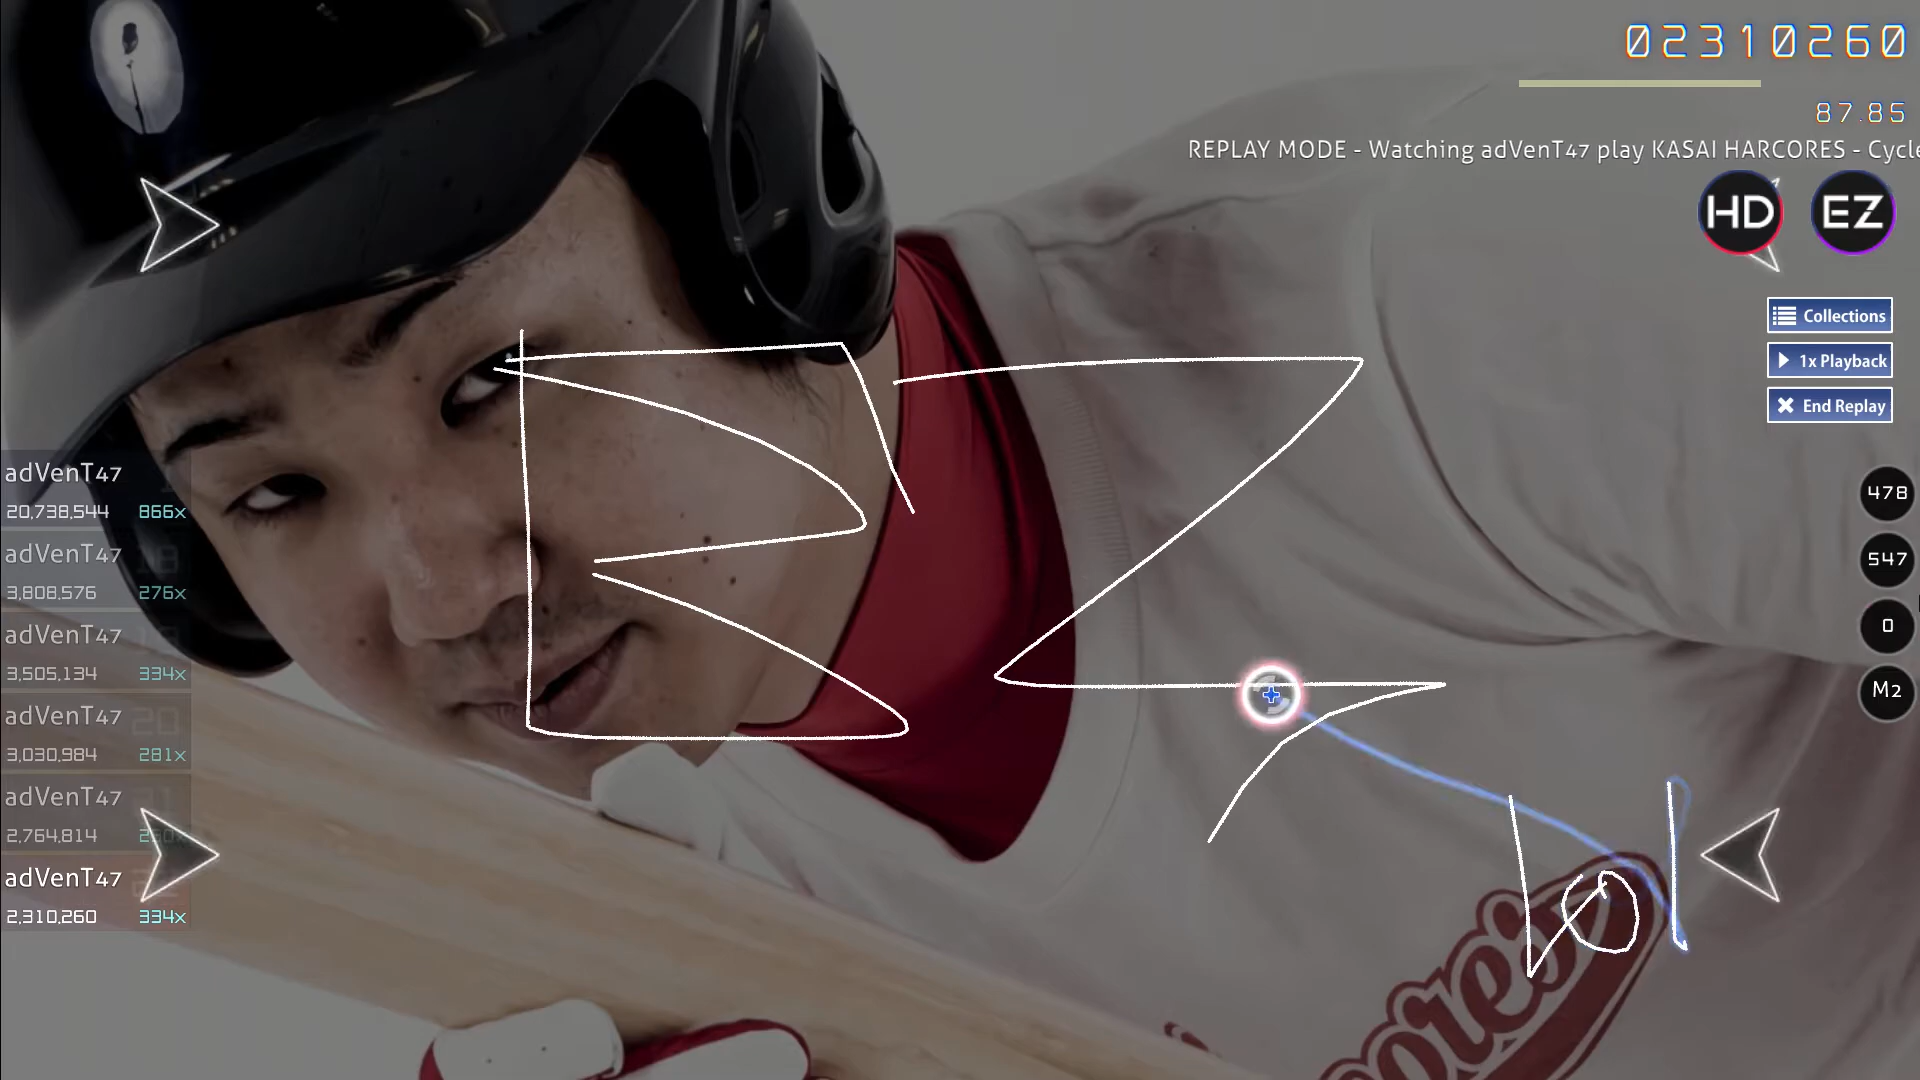 02310260
87.85
REPLAY MODE - Watching adVenT47 play KASAI HARCORES - Cycle
HD EZ
Collections
1x Playback
End Replay
adVenT47
20,738,544 866x
adVenT47
3,808,576 276x
adVenT47
3,505,134 334x
adVenT47
3,030,984 281x
adVenT47
2,764,814 260x
adVenT47
2,310,260 334x
478
547
0
M2
EZ
lol